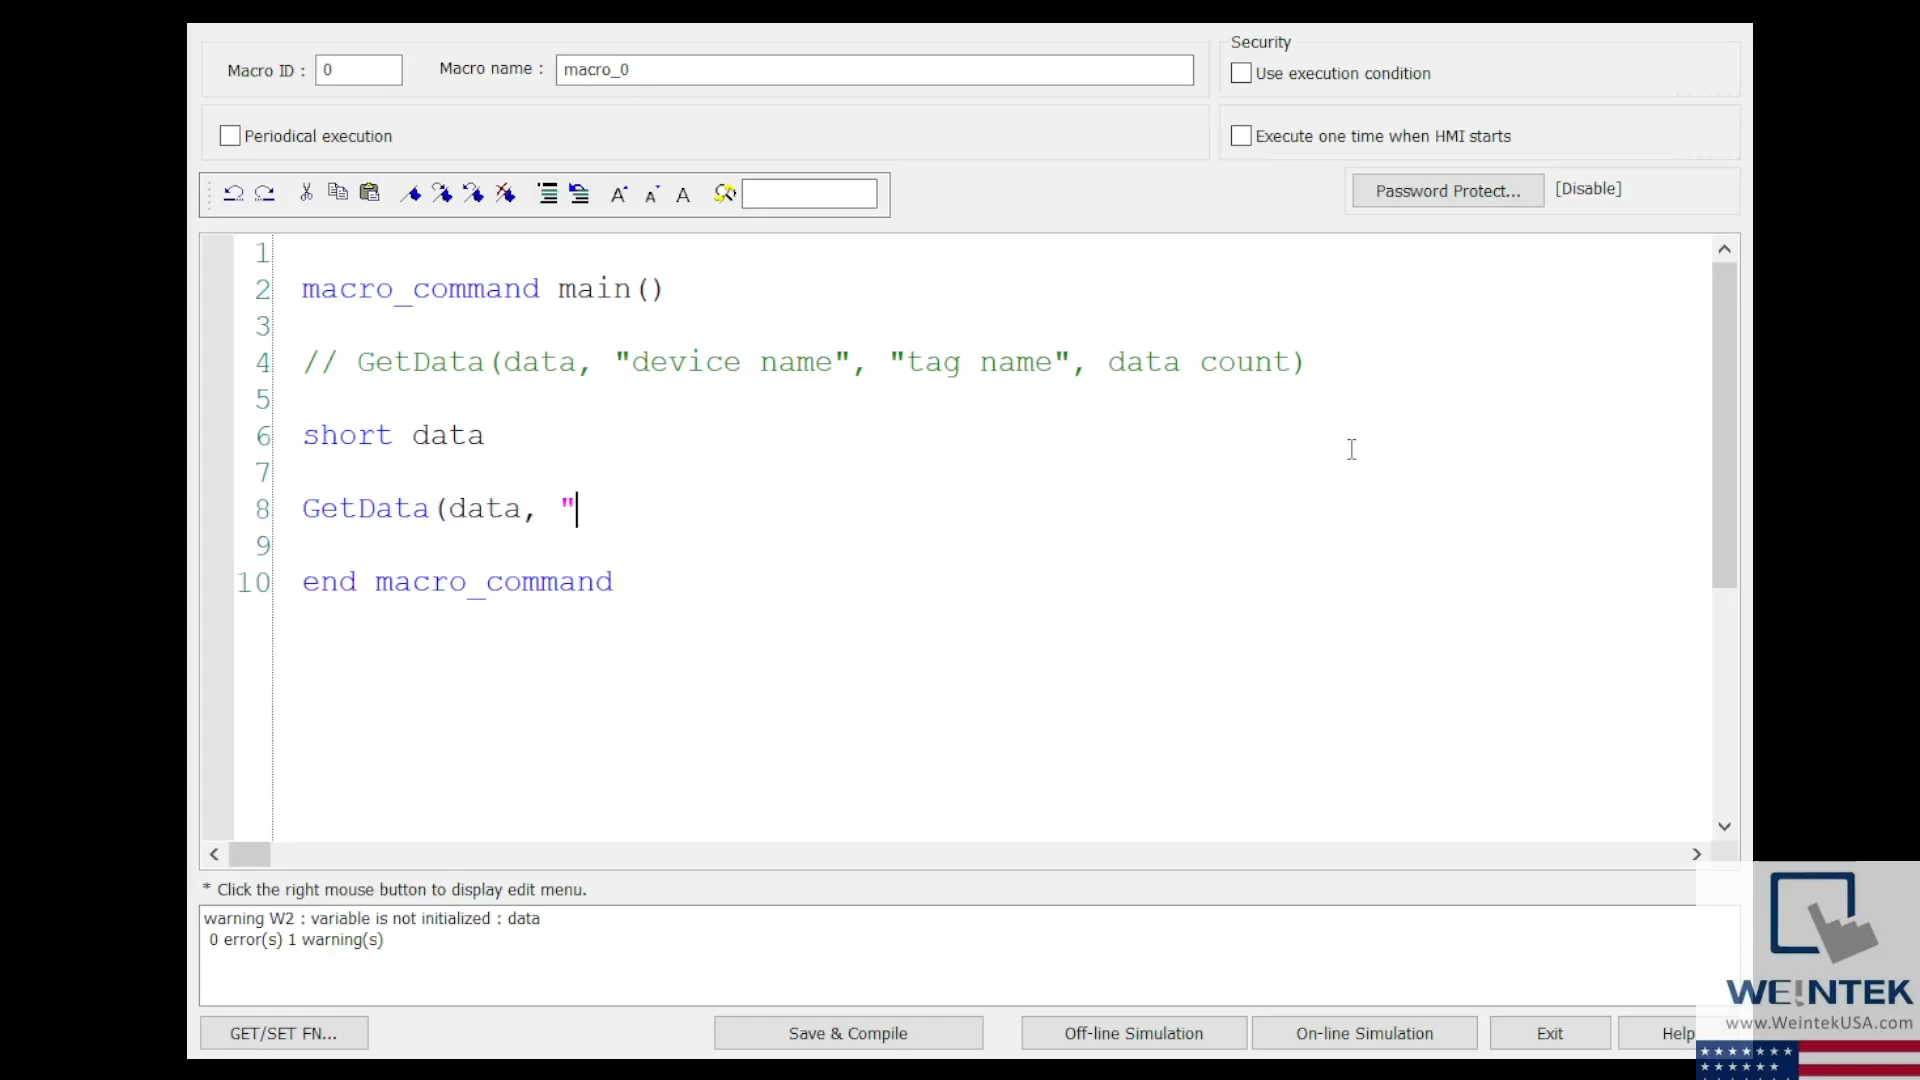 Security
Macro ID : 0 Macro name : macro_0
Use execution condition
Periodical execution
Execute one time when HMI starts
Password Protect... [Disable]
1
2 macro_command main()
3
4 // GetData(data, "device name", "tag name", data count)
5
6 short data
7
8 GetData(data, "
9
10 end macro_command
* Click the right mouse button to display edit menu.
warning W2 : variable is not initialized : data
0 error(s) 1 warning(s)
GET/SET FN... Save & Compile Off-line Simulation On-line Simulation Exit Help
WEINTEK
www.WeintekUSA.com